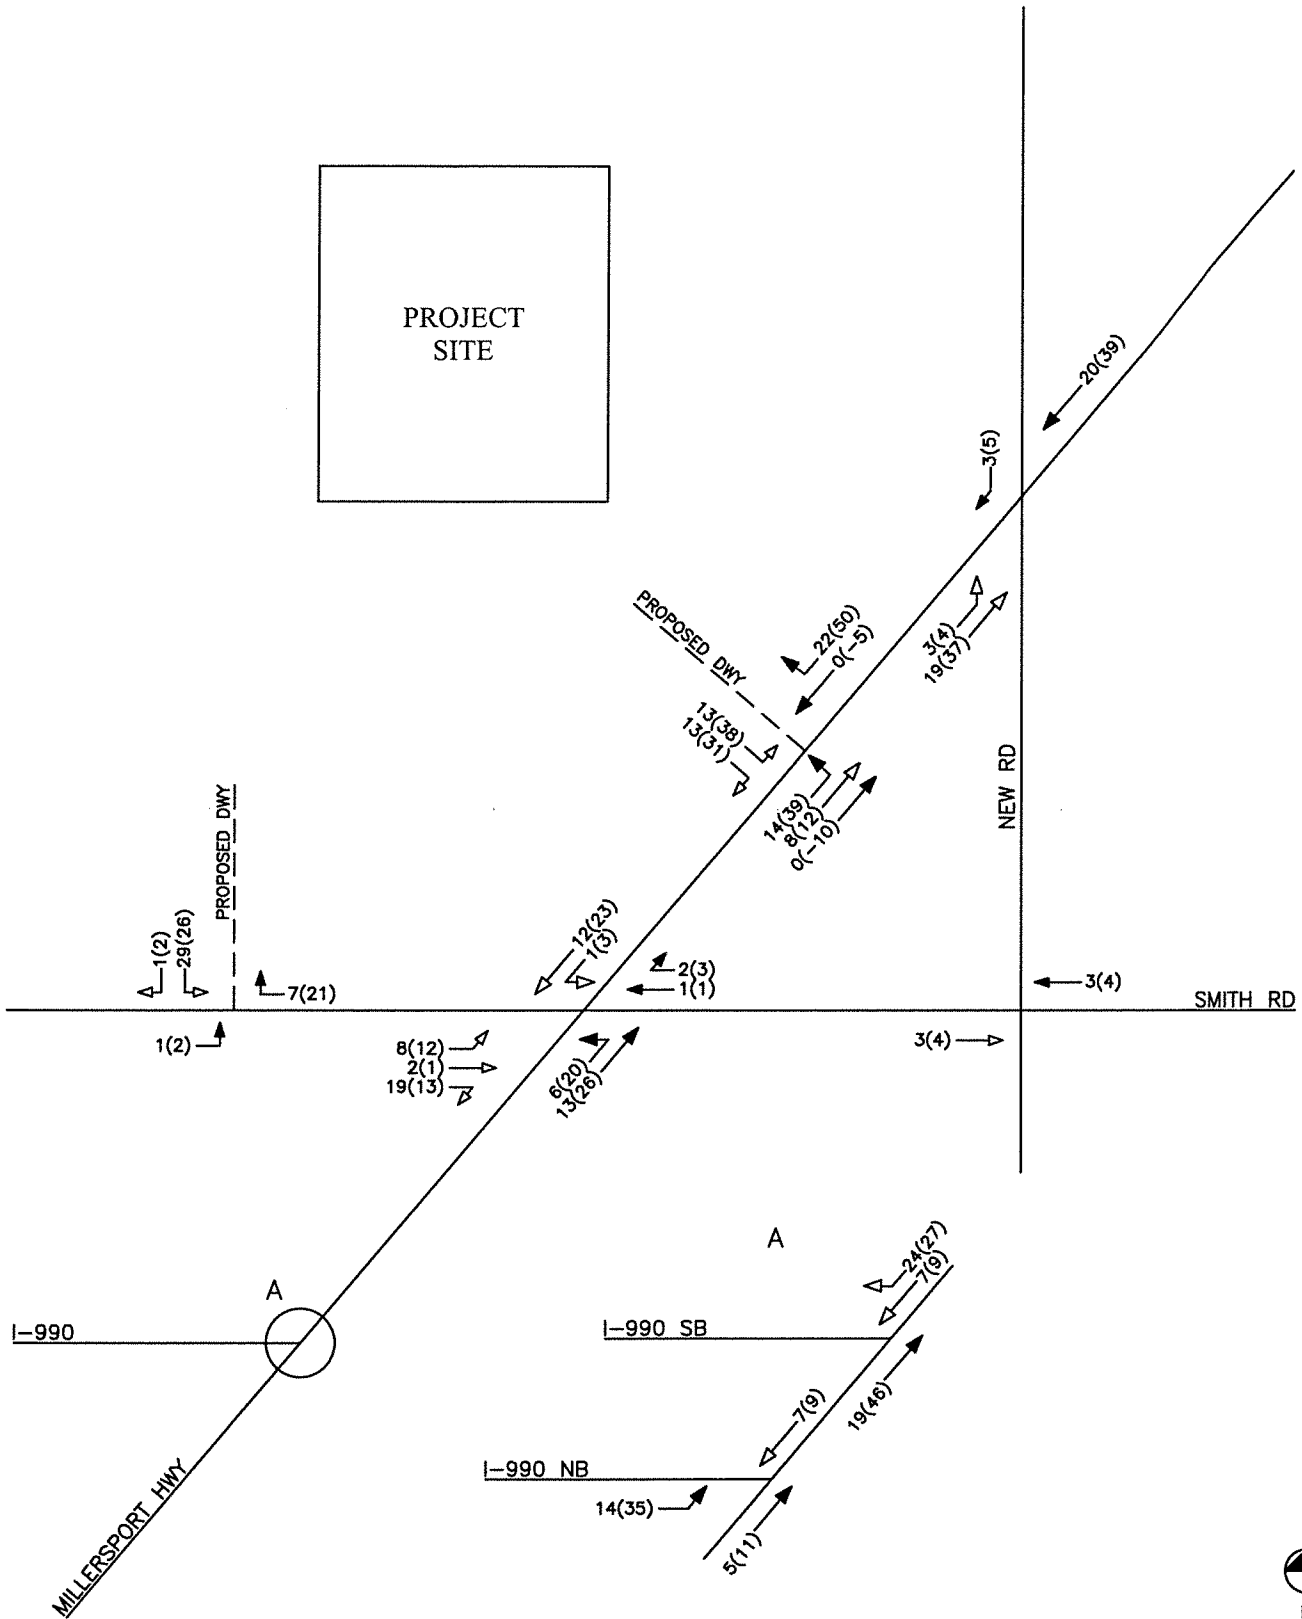 PROJECT
SITE
20(39)
3(5)
PROPOSED DWY
22(50)
0(-5)
3(4)
19(37)
13(38)
13(31)
14(39)
8(12)
0(-10)
NEW RD
PROPOSED DWY
1(2)
29(26)
7(21)
1(2)
12(23)
1(3)
2(3)
1(1)
3(4)
SMITH RD
3(4)
8(12)
2(1)
19(13)
6(20)
13(26)
A
I-990
MILLERSPORT HWY
A
24(27)
7(9)
I-990 SB
19(46)
7(9)
I-990 NB
14(35)
5(11)